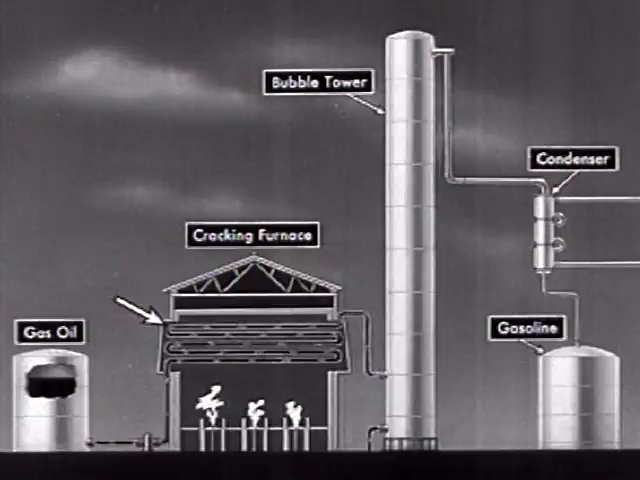 Bubble Tower
Condenser
Cracking Furnace
Gas Oil
Gasoline